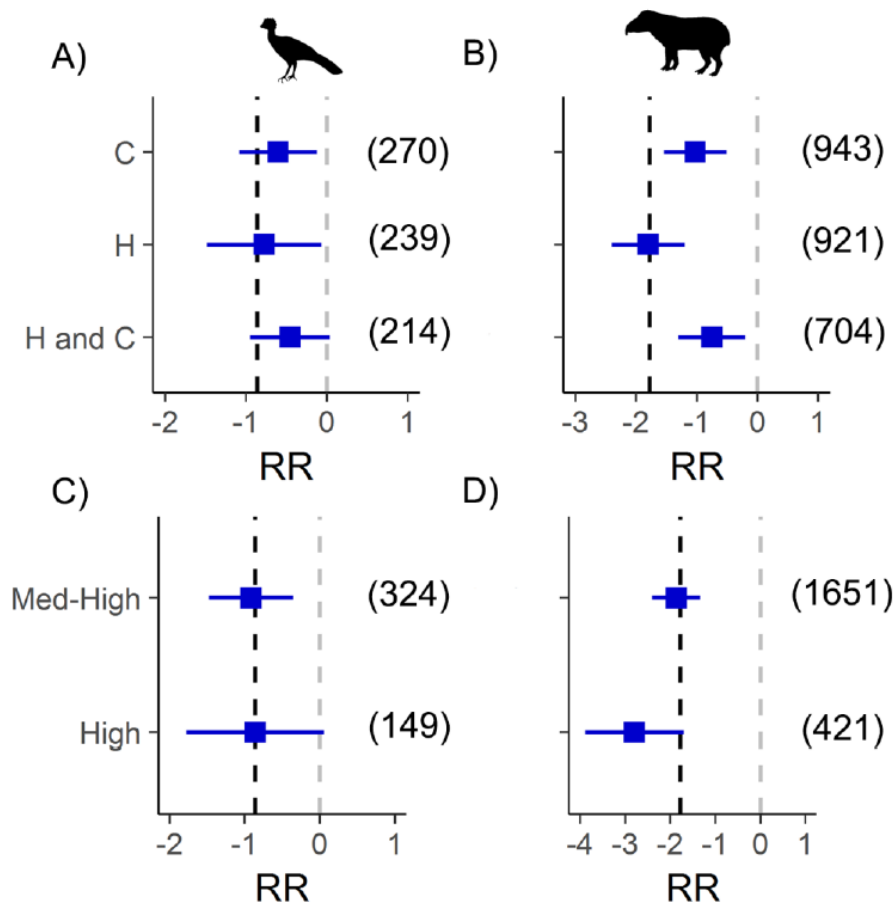 A)
B)
C
(270)
(943)
H
(239)
(921)
H and C
(214)
(704)
-2 -1 0 1
-3 -2 -1 0 1
RR
RR
C)
D)
Med-High
(324)
(1651)
High
(149)
(421)
-2 -1 0 1
-4 -3 -2 -1 0 1
RR
RR